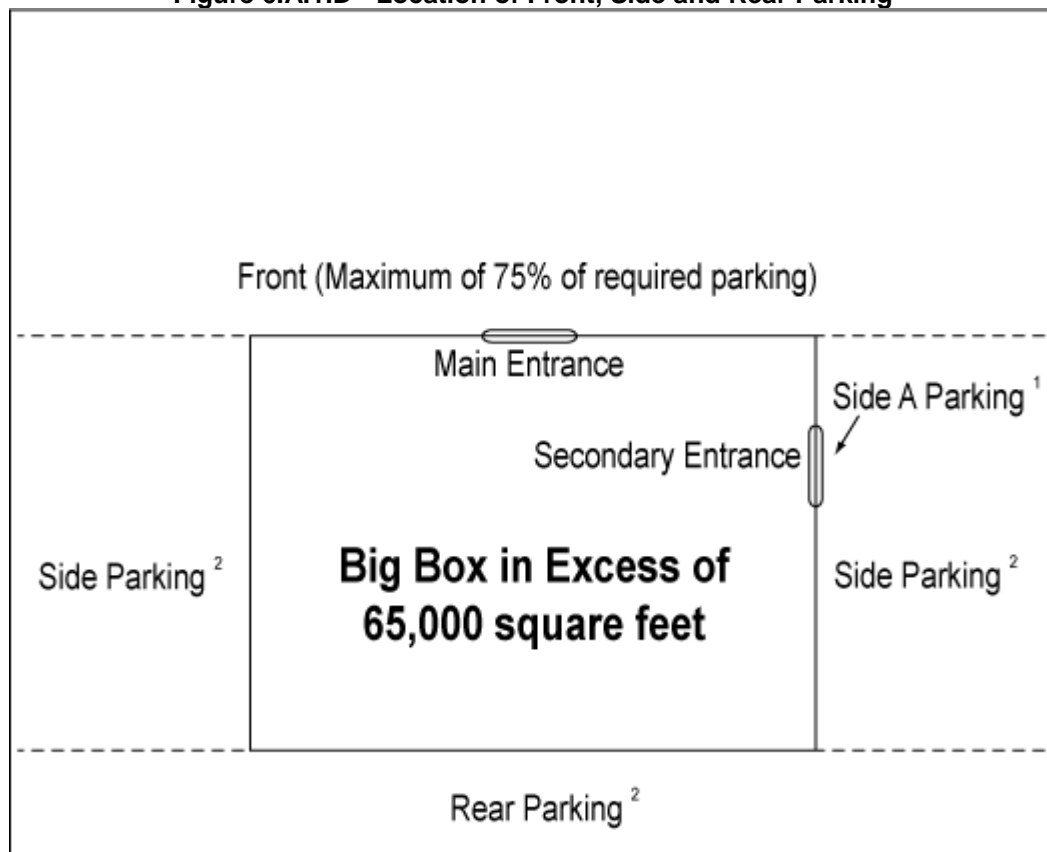 Front (Maximum of 75% of required parking)
Main Entrance
Side A Parking 1
Secondary Entrance
Side Parking 2
Big Box in Excess of
65,000 square feet
Side Parking 2
Rear Parking 2